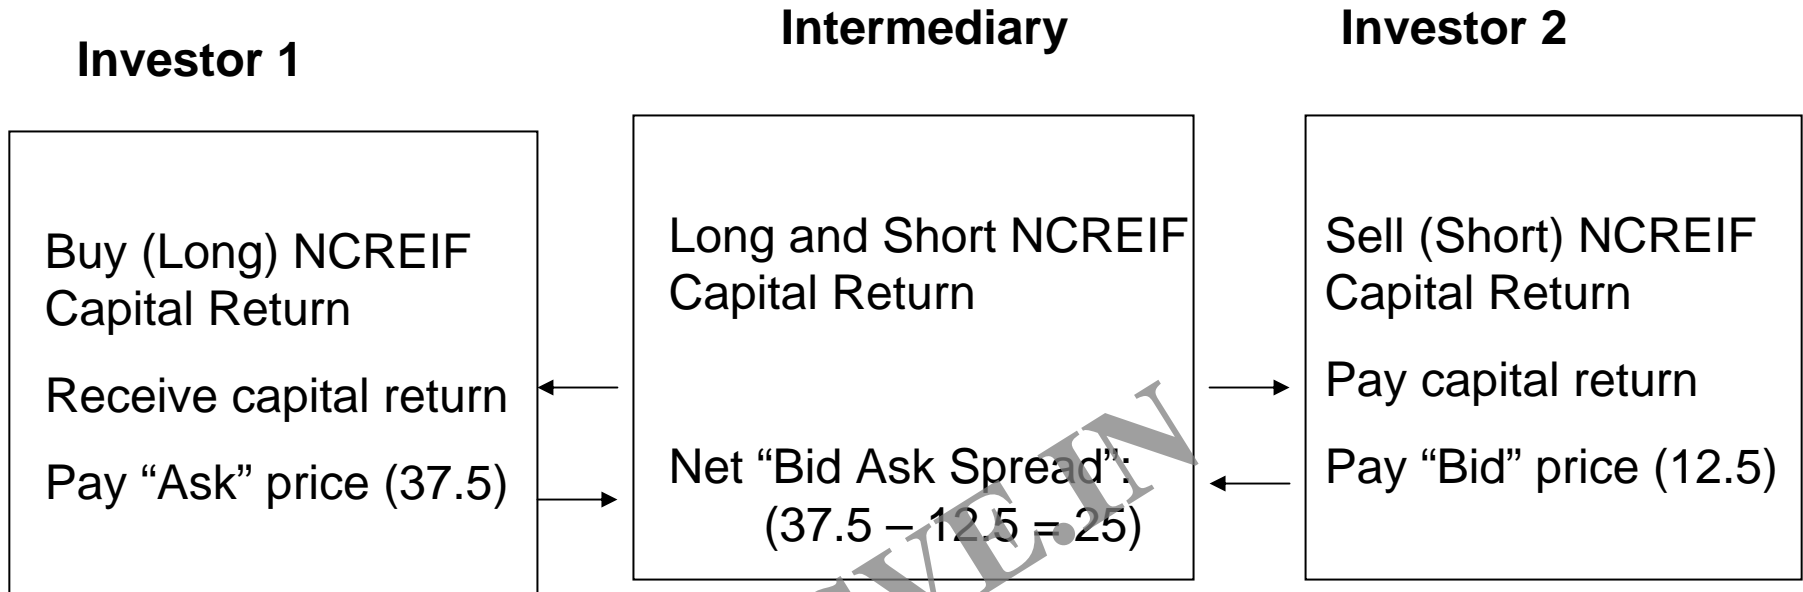 Investor 1
Intermediary
Investor 2
Buy (Long) NCREIF
Capital Return
Receive capital return
Pay “Ask” price (37.5)
Long and Short NCREIF
Capital Return
Net “Bid Ask Spread”:
(37.5 – 12.5 = 25)
Sell (Short) NCREIF
Capital Return
Pay capital return
Pay “Bid” price (12.5)
VE.IN